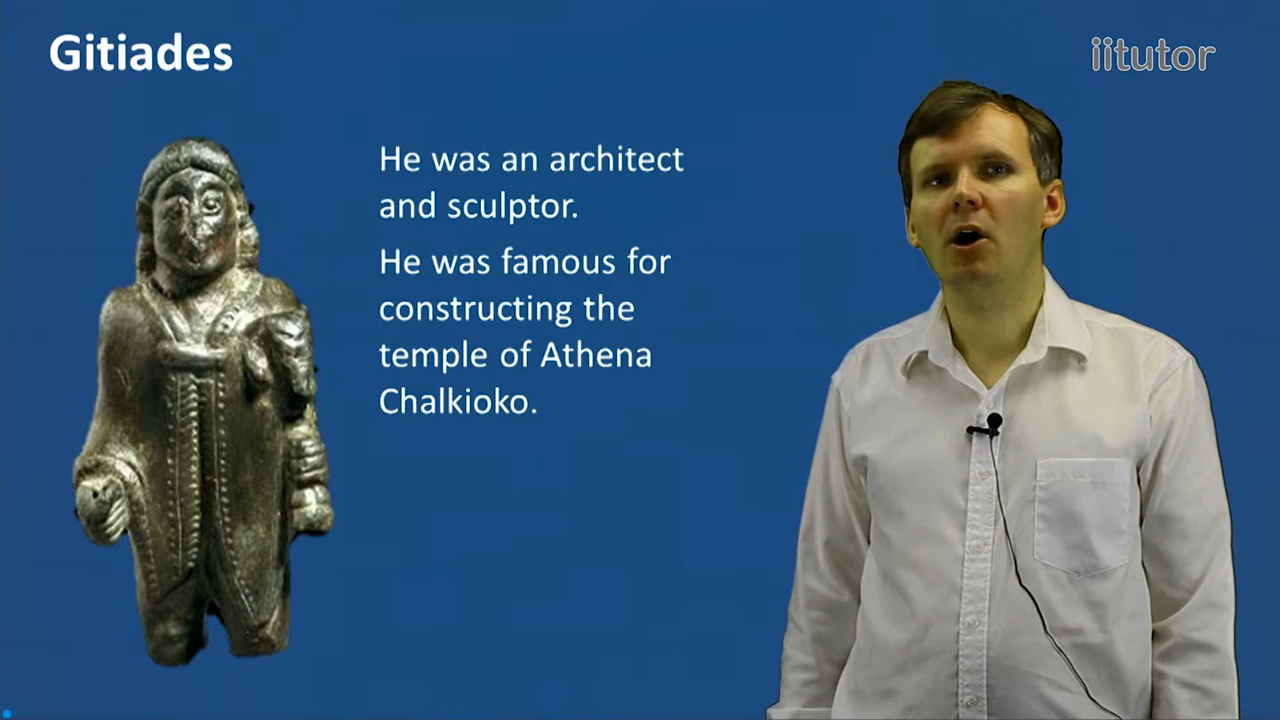 Gitiades
iitutor
He was an architect
and sculptor.
He was famous for
constructing the
temple of Athena
Chalkioko.